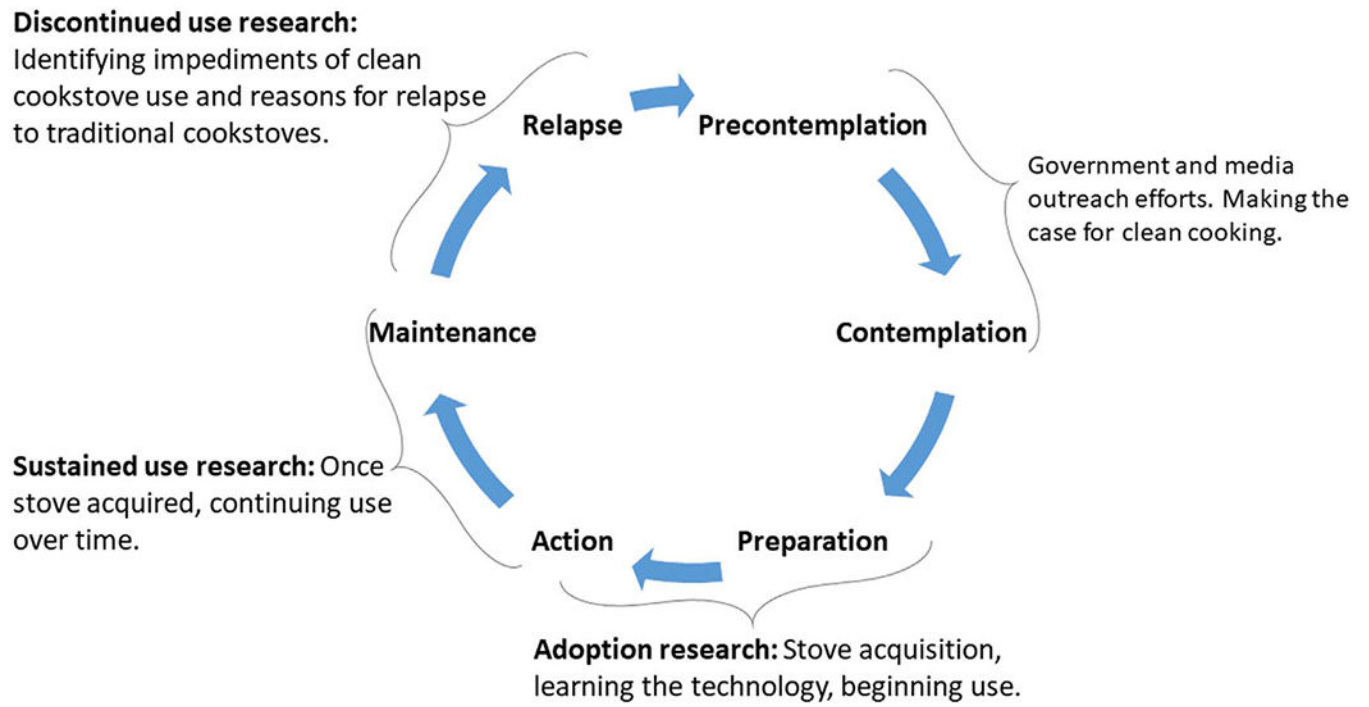 Discontinued use research:
Identifying impediments of clean
cookstove use and reasons for relapse
to traditional cookstoves.
Relapse
Precontemplation
Government and media
outreach efforts. Making the
case for clean cooking.
Maintenance
Contemplation
Sustained use research: Once
stove acquired, continuing use
over time.
Action
Preparation
Adoption research: Stove acquisition,
learning the technology, beginning use.